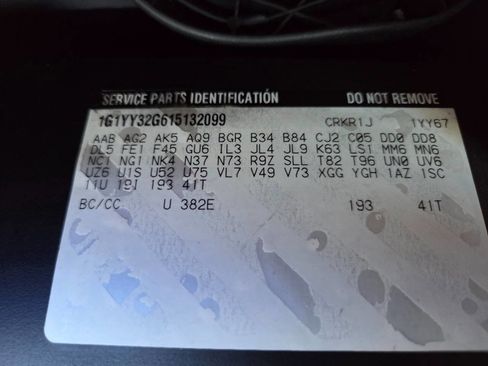 SERVICE PARTS IDENTIFICATIÓN DO NOT REMOVE
1G1YY32G615132099 CRKR1J 1YY67
AAB AG2 AK5 AQ9 BGR B34 B84 CJ2 C05 DD0 DD8
DL5 FE1 F45 GU6 IL3 JL4 JL9 K63 LS1 MM6 MN6
NC1 NG1 NK4 N37 N73 R9Z SLL T82 T96 UN0 UV6
UZ6 U1S U52 U75 VL7 V49 V73 XGG YGH 1AZ 1SC
11U 19I 193 41T
BC/CC U 382E 193 41T